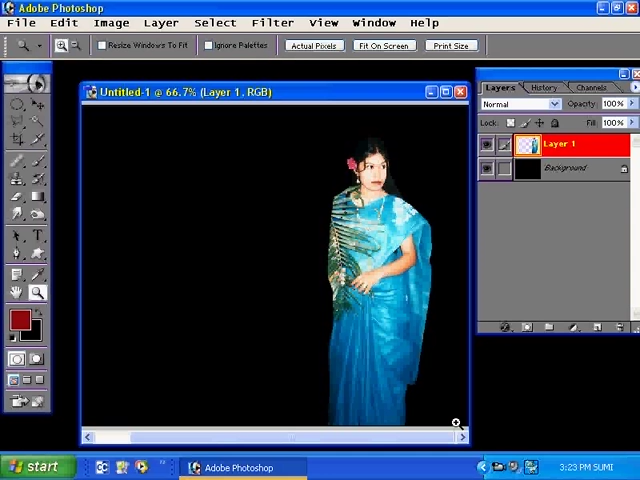 Adobe Photoshop
File Edit Image Layer Select Filter View Window Help
Resize Windows To Fit Ignore Palettes Actual Pixels Fit On Screen Print Size
Untitled-1 @ 66.7% (Layer 1, RGB)
Layers History Channels
Normal Opacity: 100%
Lock: Fill: 100%
Layer 1
Background
start Adobe Photoshop 3:23 PM SUMI